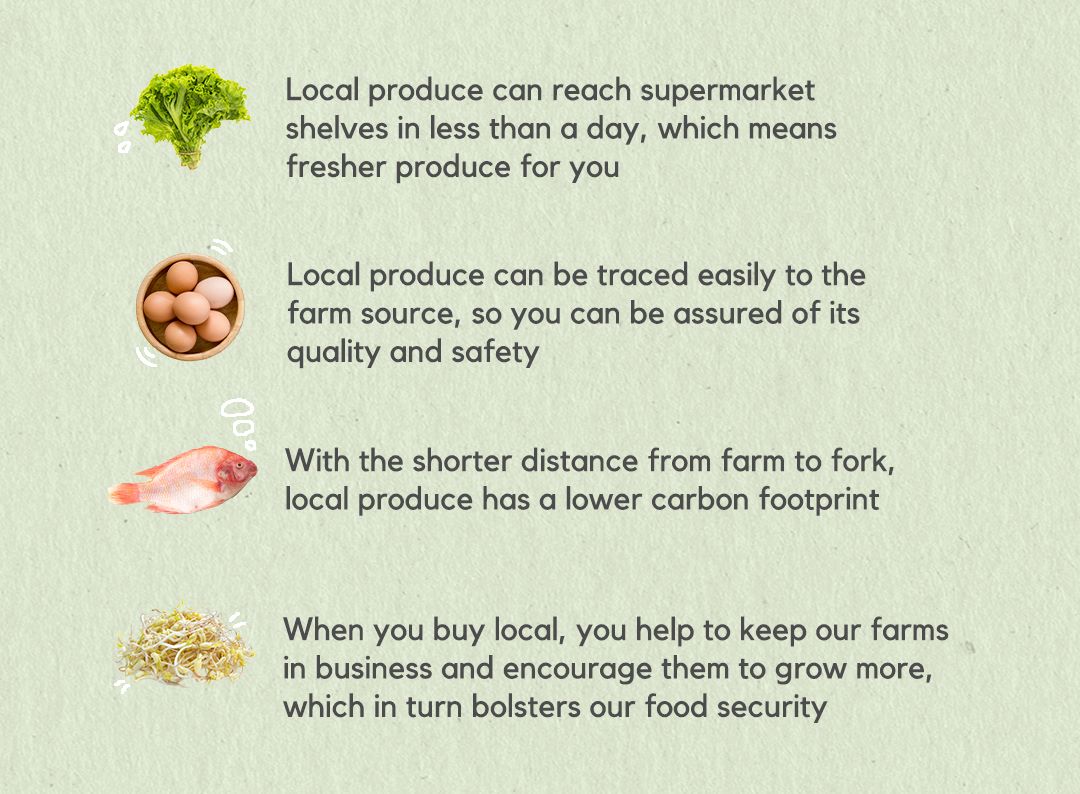 Local produce can reach supermarket
shelves in less than a day, which means
fresher produce for you
Local produce can be traced easily to the
farm source, so you can be assured of its
quality and safety
With the shorter distance from farm to fork,
local produce has a lower carbon footprint
When you buy local, you help to keep our farms
in business and encourage them to grow more,
which in turn bolsters our food security